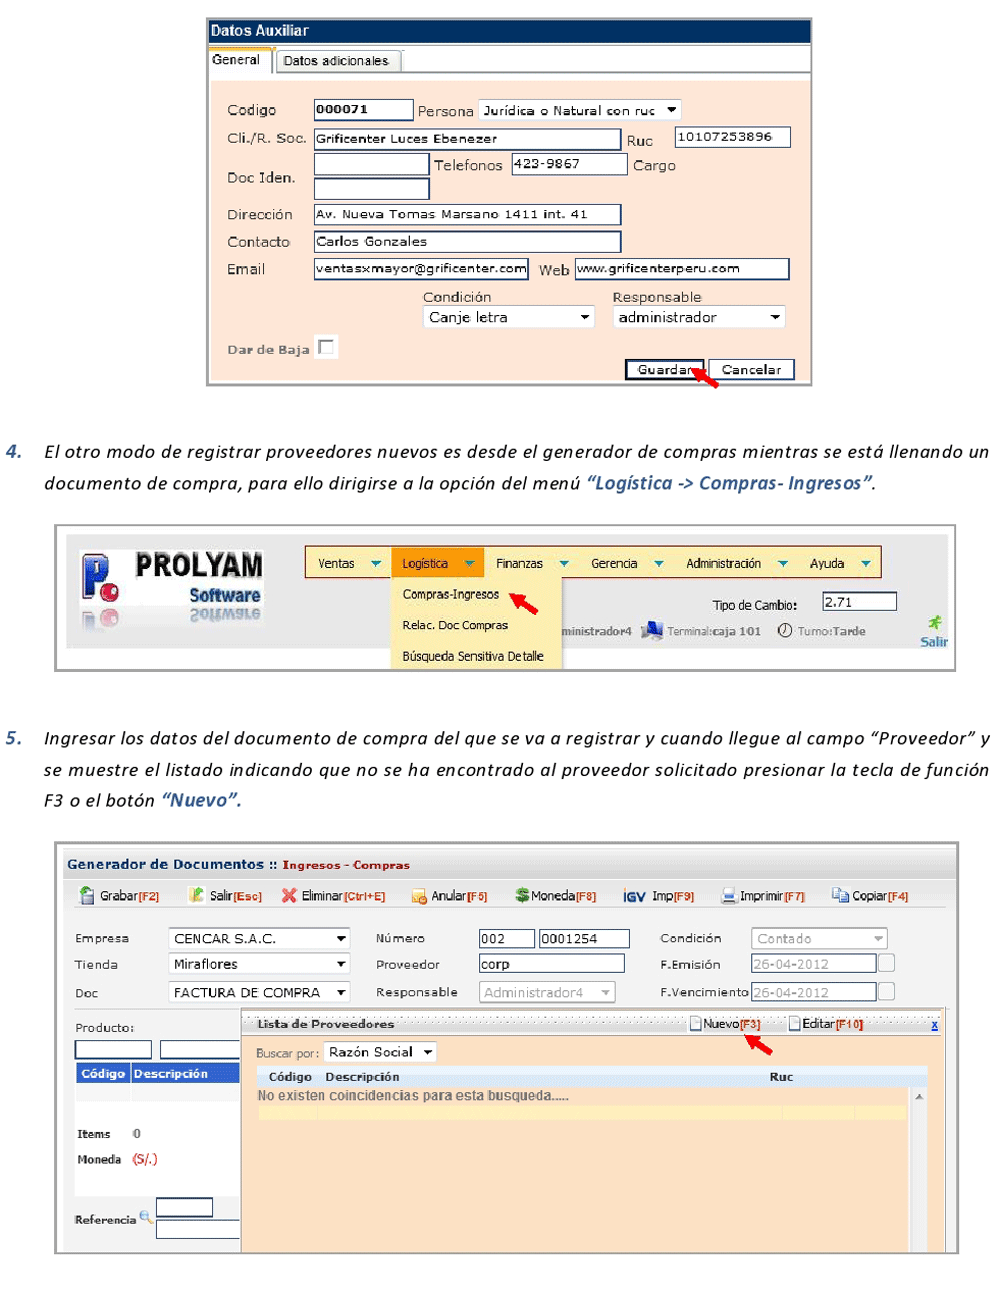 Datos Auxiliar
General Datos adicionales
Codigo 000071 Persona Jurídica o Natural con ruc
Cli./R. Soc. Grificenter Luces Ebenezer Ruc 10107253896
Doc Iden. Telefonos 423-9867 Cargo
Dirección Av. Nueva Tomas Marsano 1411 int. 41
Contacto Carlos Gonzales
Email ventasxmayor@grificenter.com Web www.grificenterperu.com
Condición Responsable
Canje letra administrador
Dar de Baja
Guardar Cancelar
4. El otro modo de registrar proveedores nuevos es desde el generador de compras mientras se está llenando un
documento de compra, para ello dirigirse a la opción del menú “Logística -> Compras- Ingresos”.
PROLYAM Software
Ventas Logística Finanzas Gerencia Administración Ayuda
Compras-Ingresos
Tipo de Cambio: 2.71
Relac. Doc Compras
ministrador4 Terminal:caja 101 Turno:Tarde
Salir
Búsqueda Sensitiva Detalle
5. Ingresar los datos del documento de compra del que se va a registrar y cuando llegue al campo “Proveedor” y
se muestre el listado indicando que no se ha encontrado al proveedor solicitado presionar la tecla de función
F3 o el botón “Nuevo”.
Generador de Documentos :: Ingresos - Compras
Grabar[F2] Salir[Esc] Eliminar[Ctrl+E] Anular[F5] Moneda[F8] IGV Imp[F9] Imprimir[F7] Copiar[F4]
Empresa CENCAR S.A.C. Número 002 0001254 Condición Contado
Tienda Miraflores Proveedor corp F.Emisión 26-04-2012
Doc FACTURA DE COMPRA Responsable Administrador4 F.Vencimiento 26-04-2012
Producto: Lista de Proveedores Nuevo[F3] Editar[F10] x
Buscar por: Razón Social
Código Descripción Código Descripción Ruc
No existen coincidencias para esta busqueda.....
Items 0
Moneda (S/.)
Referencia